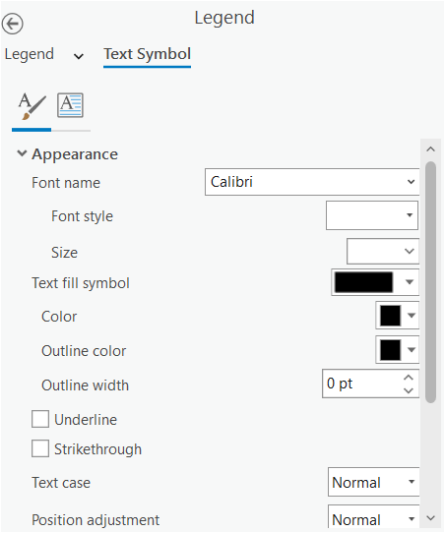 Legend
Legend Text Symbol
A A
Appearance
Font name Calibri
Font style
Size
Text fill symbol
Color
Outline color
Outline width 0 pt
Underline
Strikethrough
Text case Normal
Position adjustment Normal